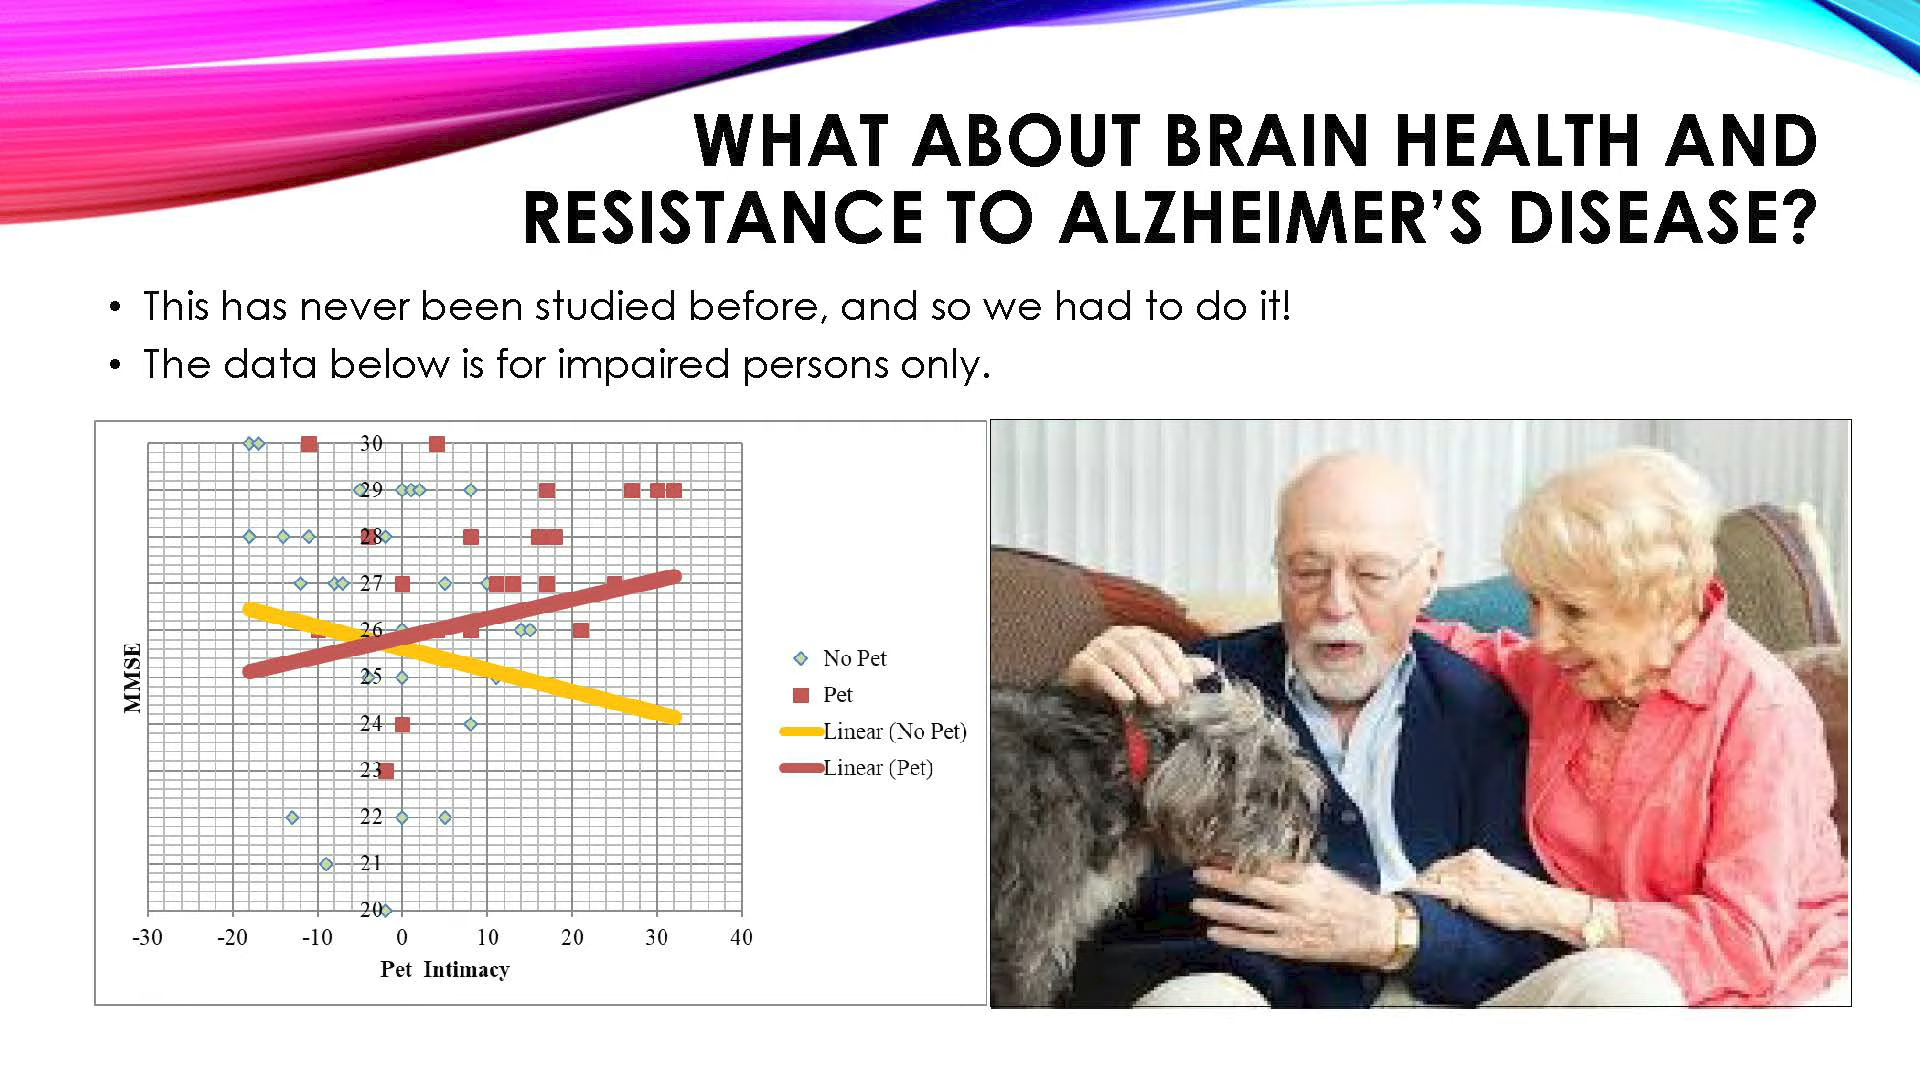 WHAT ABOUT BRAIN HEALTH AND
RESISTANCE TO ALZHEIMER’S DISEASE?
• This has never been studied before, and so we had to do it!
• The data below is for impaired persons only.
30
29
28
27
26
25
24
23
22
21
20
MMSE
-30 -20 -10 0 10 20 30 40
Pet Intimacy
No Pet
Pet
Linear (No Pet)
Linear (Pet)